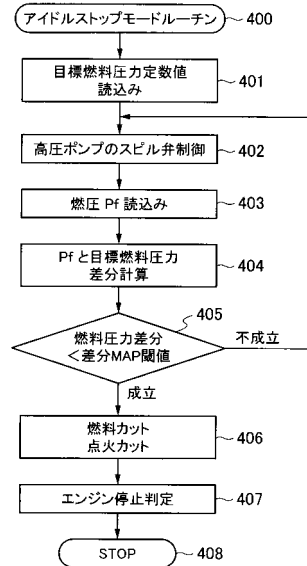 アイドルストップモードルーチン
400
目標燃料圧力定数値
読込み
401
高圧ポンプのスピル弁制御
402
燃圧 Pf 読込み
403
Pfと目標燃料圧力
差分計算
404
405
燃料圧力差分
<差分MAP閾値
不成立
成立
燃料カット
点火カット
406
エンジン停止判定
407
STOP
408